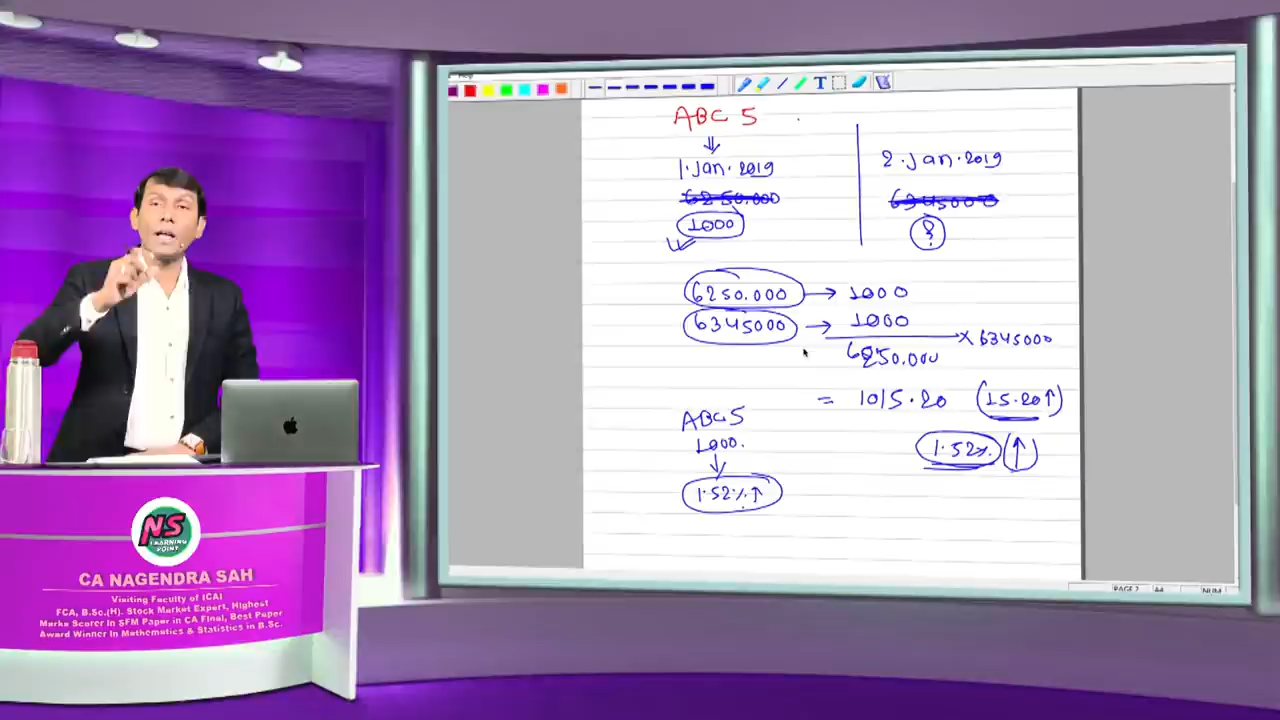 ABC 5
1.Jan.2019
6250.000
1000
2.Jan.2019
6345000
?
6250.000 → 1000
6345000 → 1000
6250.000
× 6345000
= 1015.20 (15.20↑)
1.52% (↑)
ABC5
1000.
1.52%↑
T
PAGE2 A4 NUM
NS
LEARNING
POINT
CA NAGENDRA SAH
Visiting Faculty of ICAI
FCA, B.Sc.(H). Stock Market Expert, Highest
Marks Scorer in SFM Paper in CA Final, Best Paper
Award Winner in Mathematics & Statistics in B.Sc.